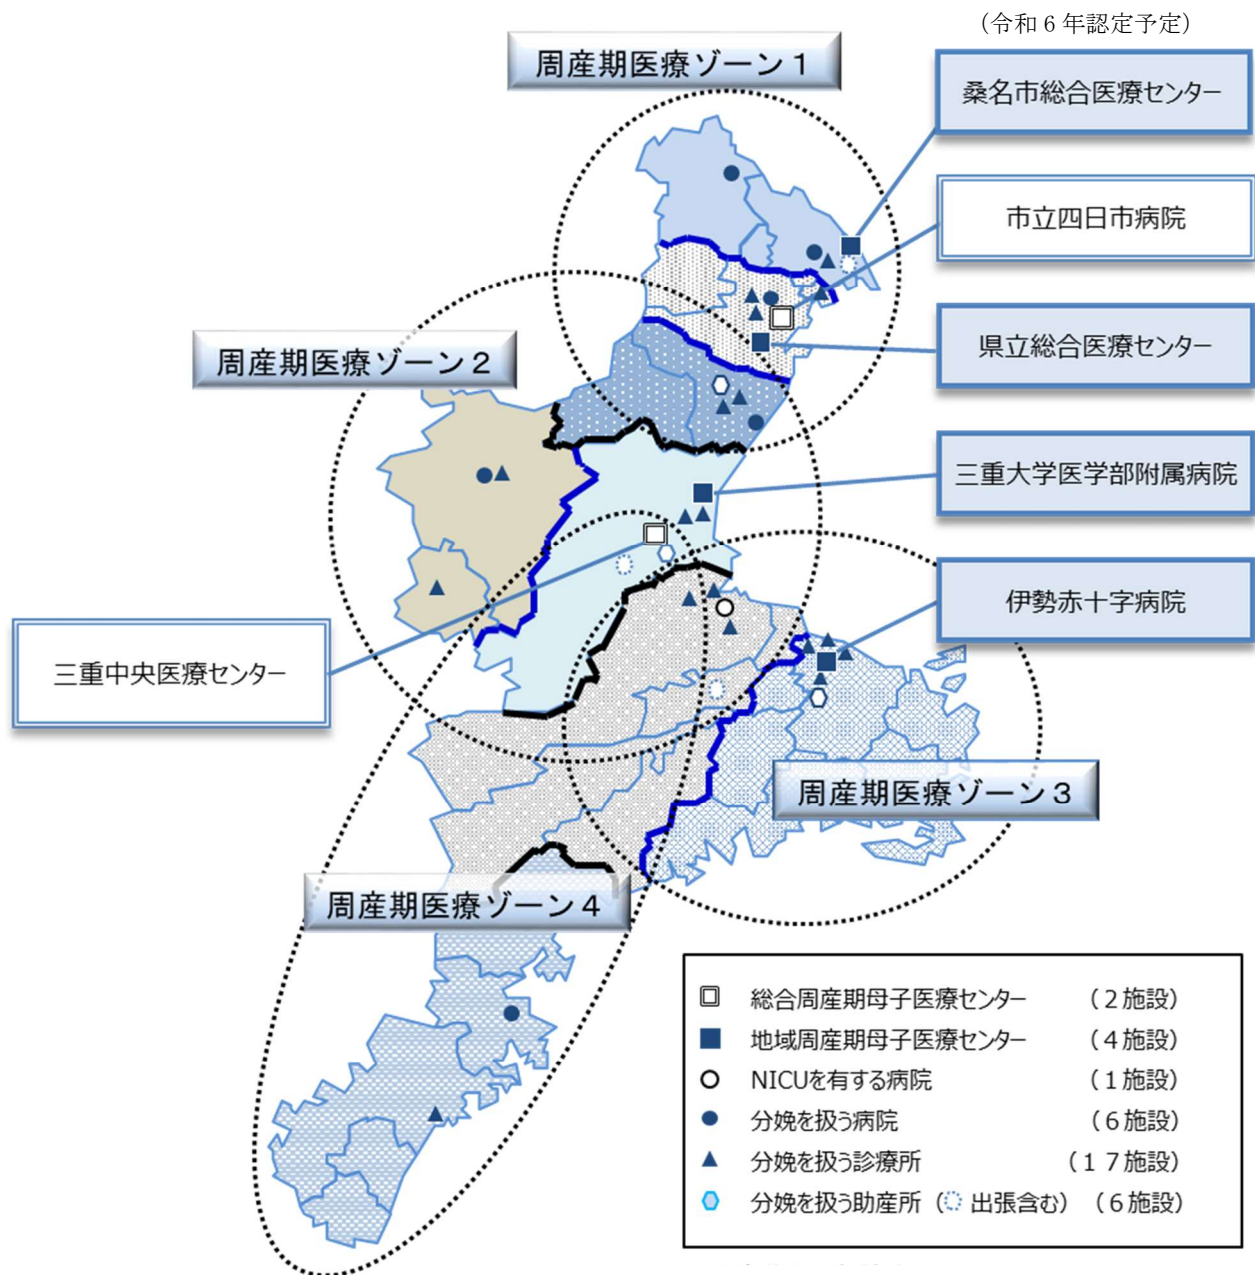 (令和6年認定予定)
周産期医療ゾーン1
桑名市総合医療センター
市立四日市病院
周産期医療ゾーン2
県立総合医療センター
三重大学医学部附属病院
伊勢赤十字病院
三重中央医療センター
周産期医療ゾーン3
周産期医療ゾーン4
総合周産期母子医療センター (2施設)
地域周産期母子医療センター (4施設)
NICUを有する病院 (1施設)
分娩を扱う病院 (6施設)
分娩を扱う診療所 (17施設)
分娩を扱う助産所 (出張含む) (6施設)